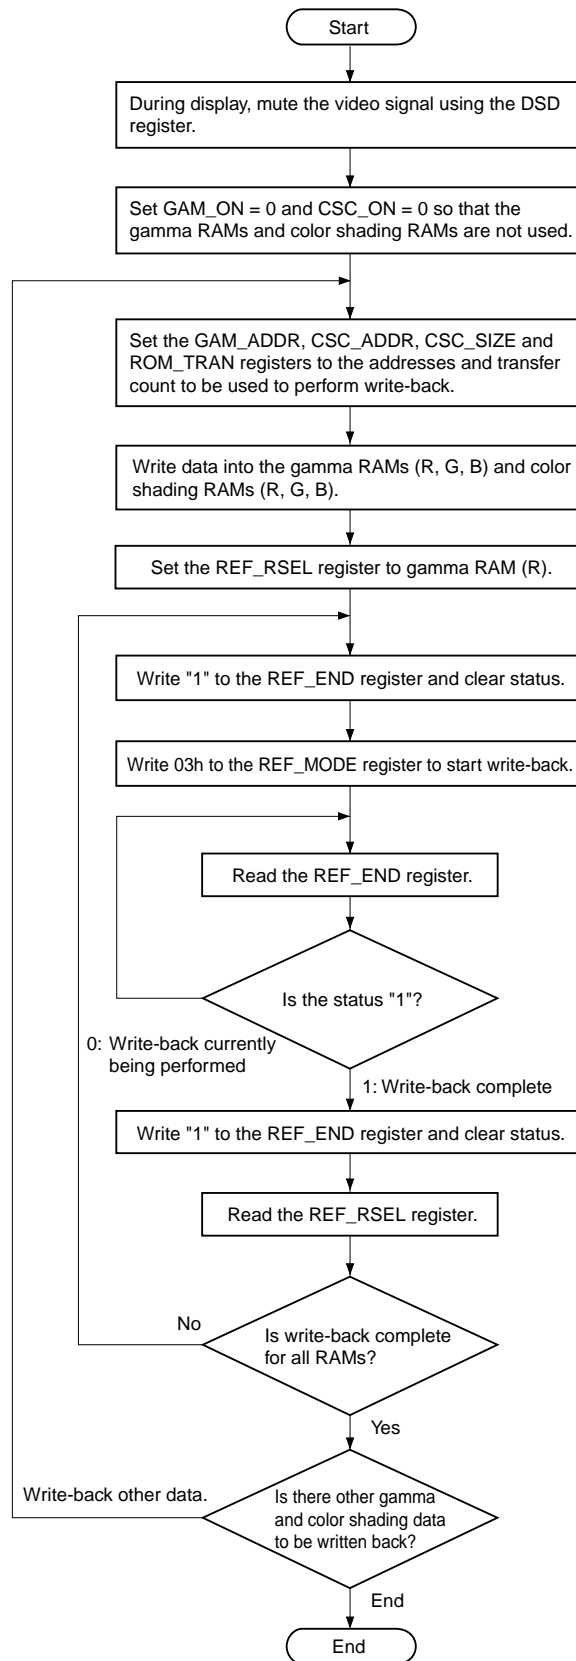 Start
During display, mute the video signal using the DSD
register.
Set GAM_ON = 0 and CSC_ON = 0 so that the
gamma RAMs and color shading RAMs are not used.
Set the GAM_ADDR, CSC_ADDR, CSC_SIZE and
ROM_TRAN registers to the addresses and transfer
count to be used to perform write-back.
Write data into the gamma RAMs (R, G, B) and color
shading RAMs (R, G, B).
Set the REF_RSEL register to gamma RAM (R).
Write "1" to the REF_END register and clear status.
Write 03h to the REF_MODE register to start write-back.
Read the REF_END register.
Is the status "1"?
0: Write-back currently
being performed
1: Write-back complete
Write "1" to the REF_END register and clear status.
Read the REF_RSEL register.
No
Is write-back complete
for all RAMs?
Yes
Write-back other data.
Is there other gamma
and color shading data
to be written back?
End
End